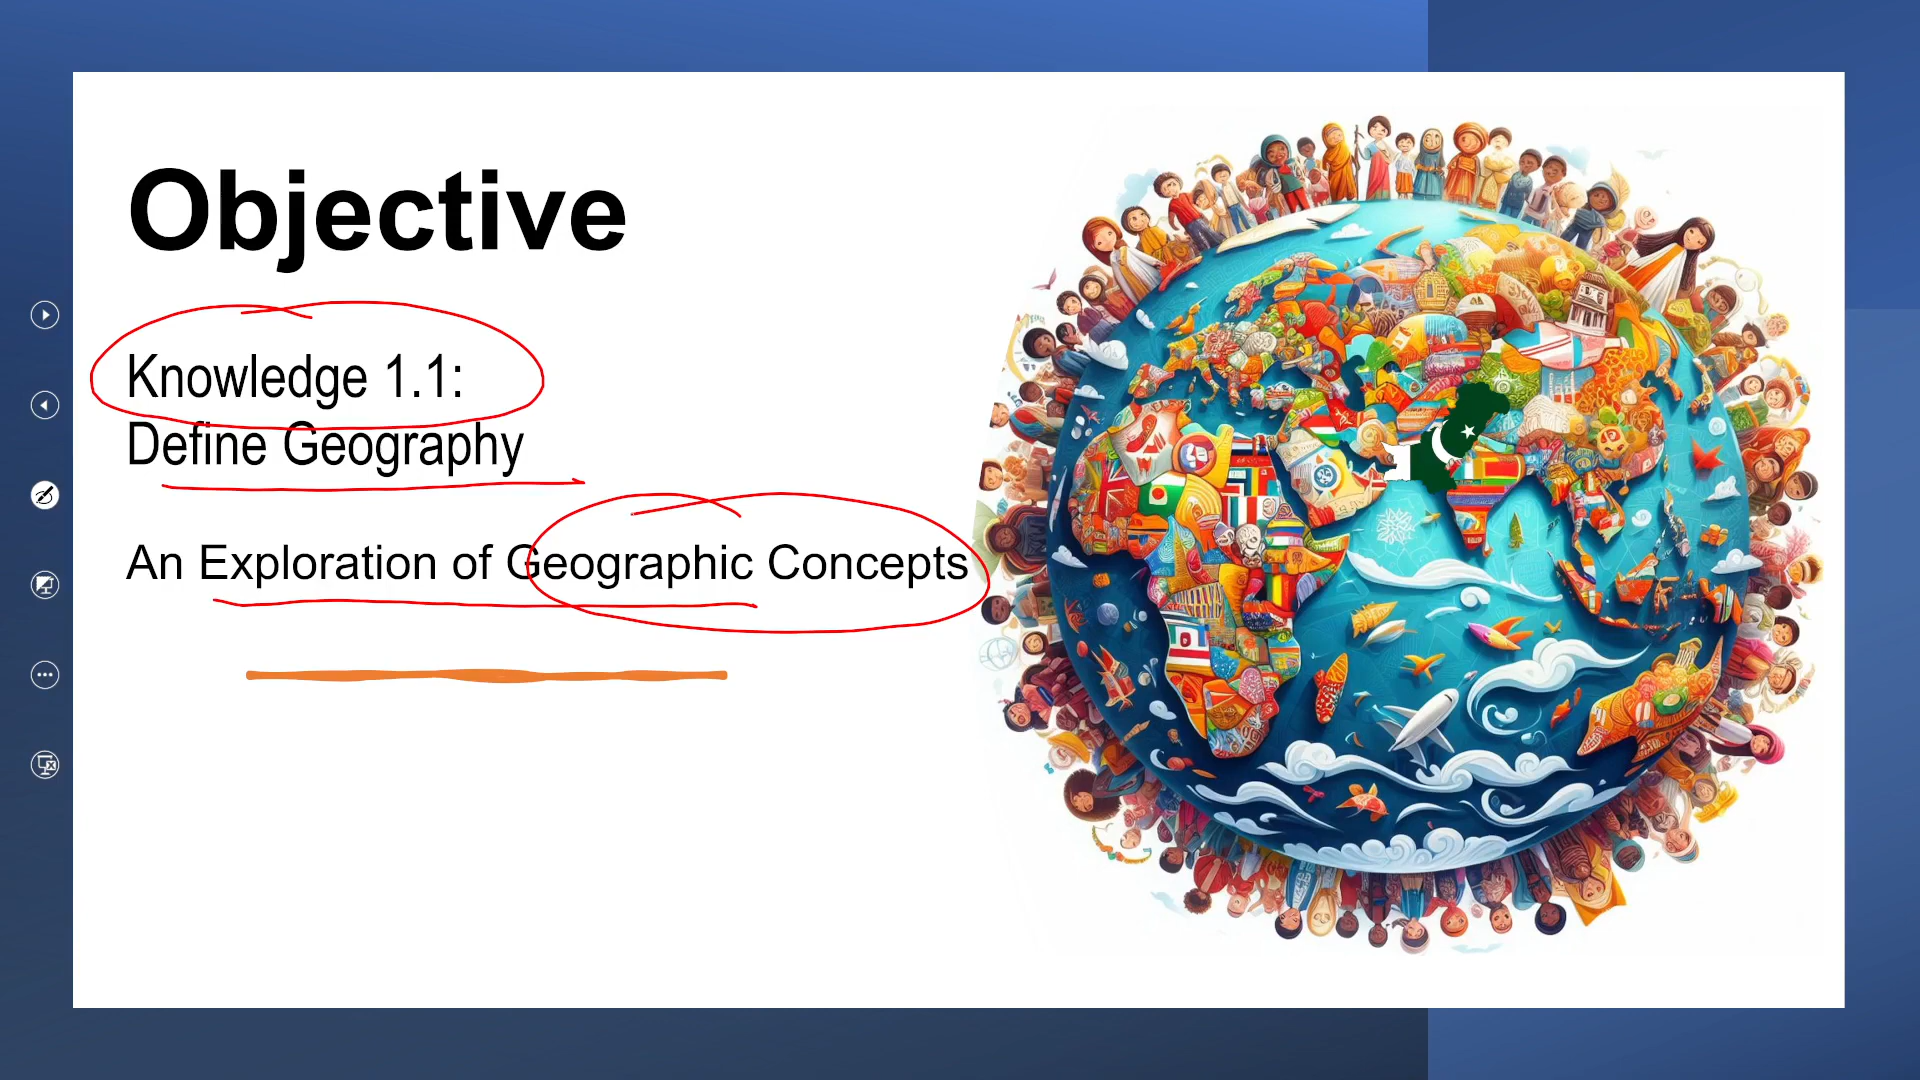 Objective
Knowledge 1.1:
Define Geography
An Exploration of Geographic Concepts